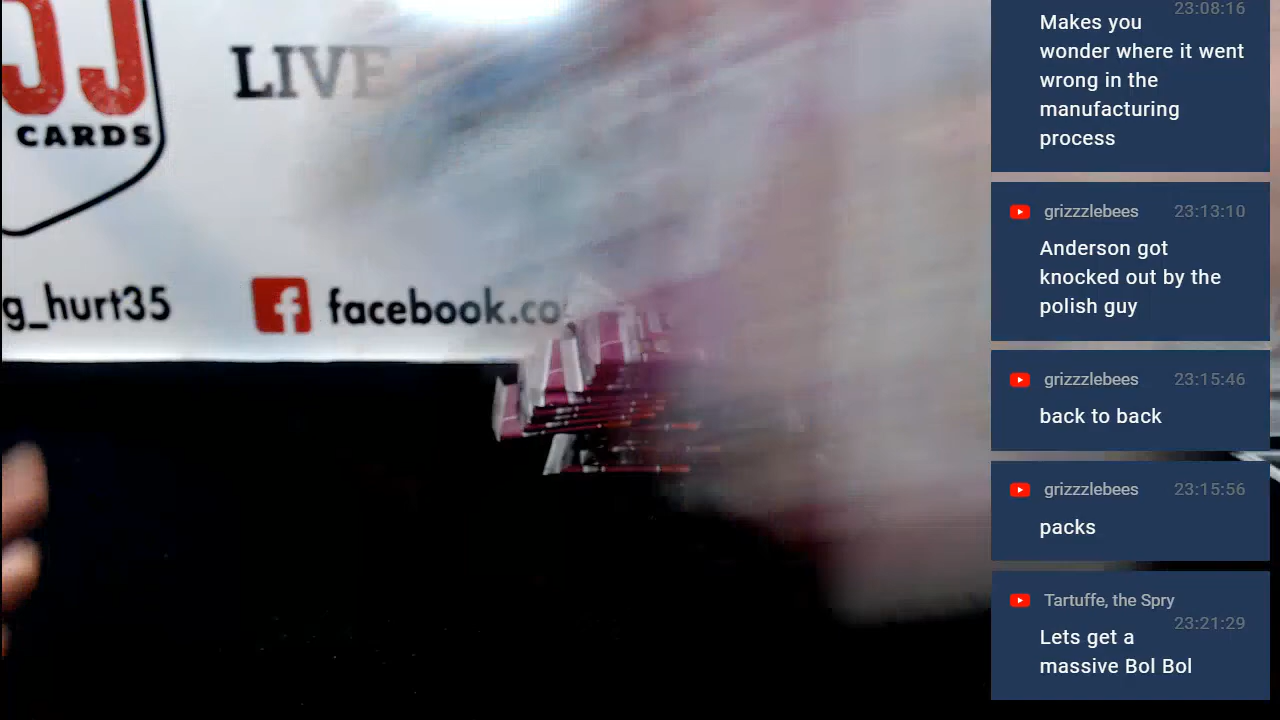 JJ
CARDS
LIVE
g_hurt35
facebook.co
23:08:16
Makes you
wonder where it went
wrong in the
manufacturing
process
grizzzlebees 23:13:10
Anderson got
knocked out by the
polish guy
grizzzlebees 23:15:46
back to back
grizzzlebees 23:15:56
packs
Tartuffe, the Spry
23:21:29
Lets get a
massive Bol Bol